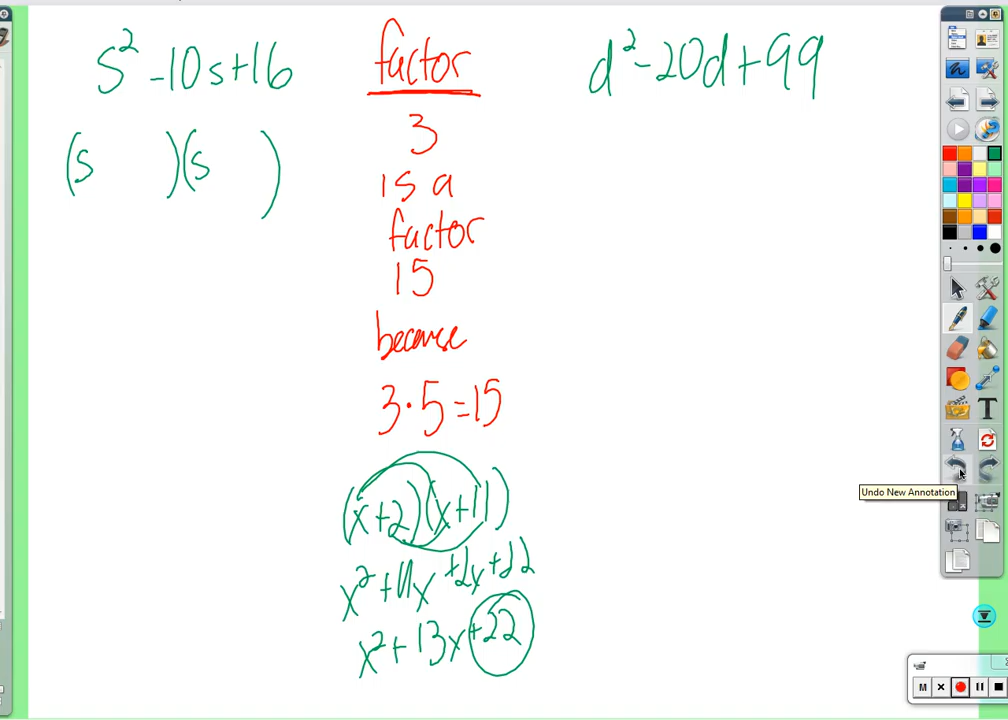 s² -10s+16
(s )(s )
factor
3
is a
factor
15
because
3·5=15
(x+2)(x+11)
x²+11x+2x+22
x²+13x+22
d²-20d+99
Undo New Annotation
T
M